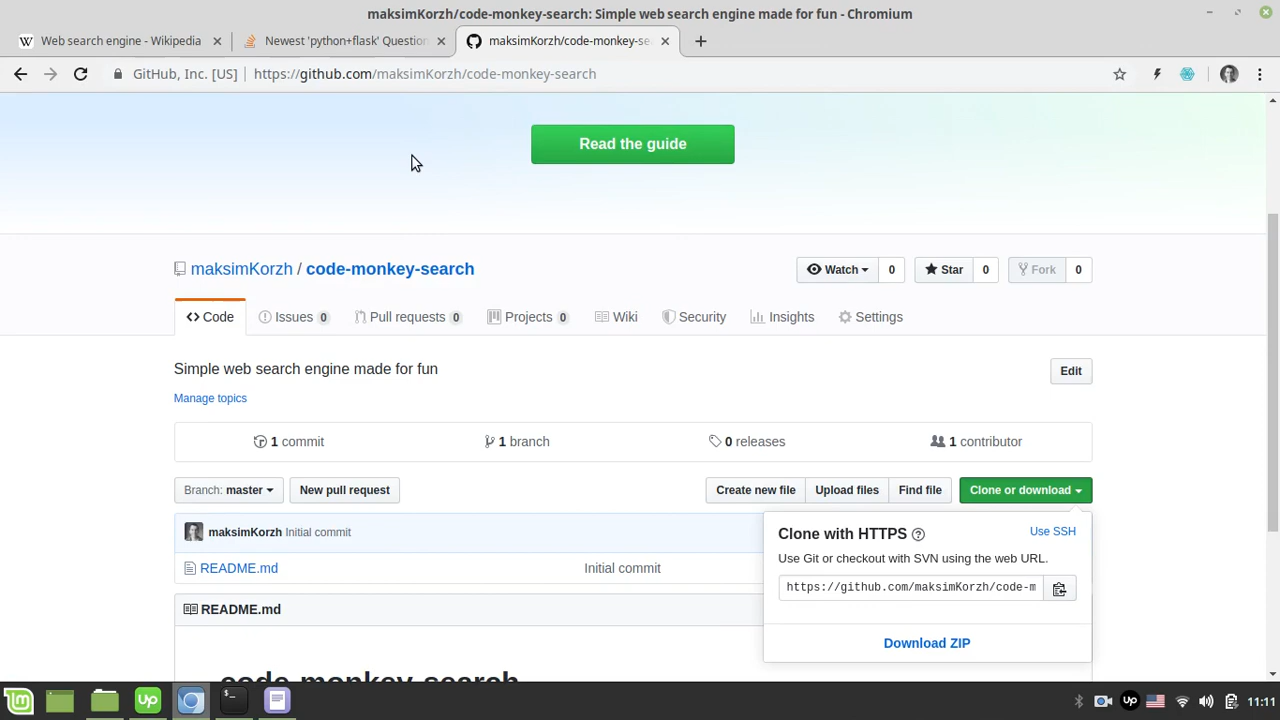 maksimKorzh/code-monkey-search: Simple web search engine made for fun - Chromium
Web search engine - Wikipedia
Newest 'python+flask' Question
maksimKorzh/code-monkey-se
GitHub, Inc. [US]
https://github.com/maksimKorzh/code-monkey-search
Read the guide
maksimKorzh / code-monkey-search
Watch 0
Star 0
Fork 0
Code
Issues 0
Pull requests 0
Projects 0
Wiki
Security
Insights
Settings
Simple web search engine made for fun
Edit
Manage topics
1 commit
1 branch
0 releases
1 contributor
Branch: master
New pull request
Create new file
Upload files
Find file
Clone or download
maksimKorzh Initial commit
README.md
Initial commit
README.md
code-monkey-search
Clone with HTTPS
Use SSH
Use Git or checkout with SVN using the web URL.
https://github.com/maksimKorzh/code-m
Download ZIP
Up
Up
11:11